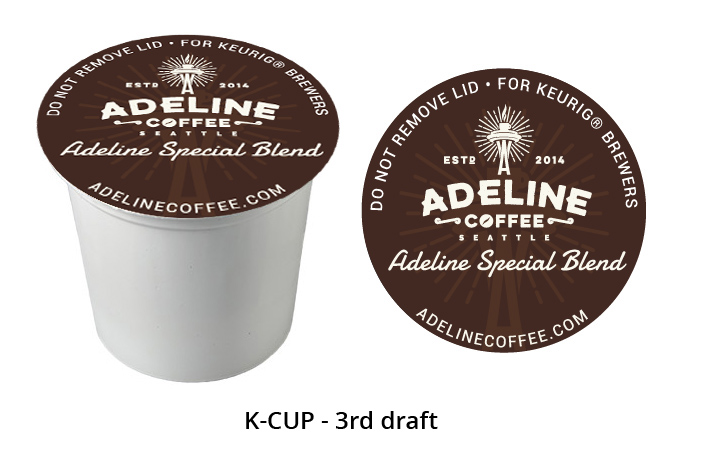 DO NOT REMOVE LID • FOR KEURIG® BREWERS
ESTD 2014
ADELINE
COFFEE
SEATTLE
Adeline Special Blend
ADELINECOFFEE.COM
DO NOT REMOVE LID • FOR KEURIG® BREWERS
ESTD 2014
ADELINE
COFFEE
SEATTLE
Adeline Special Blend
ADELINECOFFEE.COM
K-CUP - 3rd draft